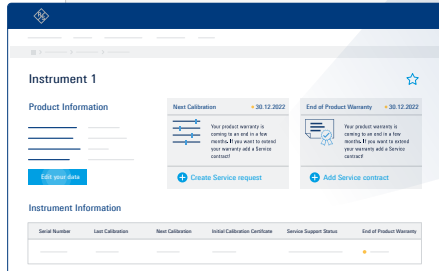 Instrument 1
Product Information
Next Calibration
30.12.2022
Your product warranty is
coming to an end in a few
months. If you want to extend
your warranty add a Service
contract!
Create Service request
End of Product Warranty
30.12.2022
Your product warranty is
coming to an end in a few
months. If you want to extend
your warranty add a Service
contract!
Add Service contract
Edit your data
Instrument Information
Serial Number Last Calibration Next Calibration Initial Calibration Certificate Service Support Status End of Product Warranty